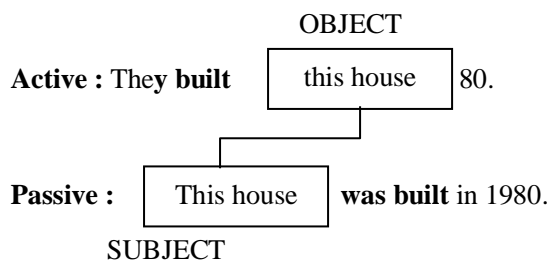 OBJECT
Active : They built this house 80.
Passive : This house was built in 1980.
SUBJECT